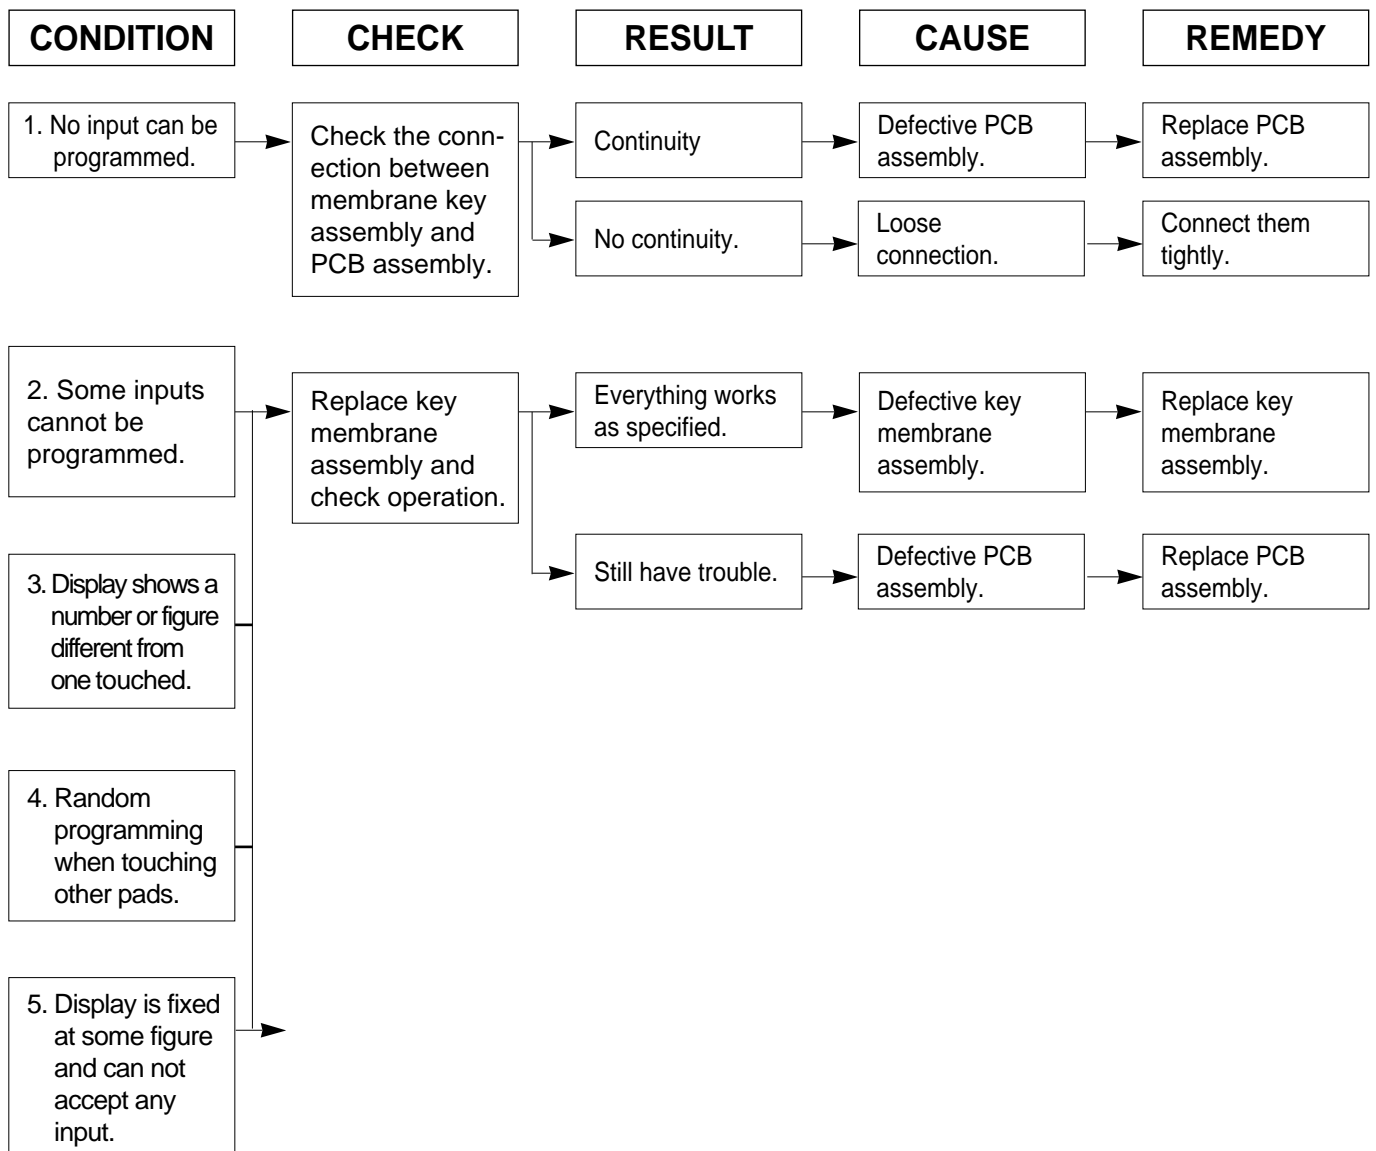 CONDITION
CHECK
RESULT
CAUSE
REMEDY
1. No input can be
programmed.
Check the conn-
ection between
membrane key
assembly and
PCB assembly.
Continuity
Defective PCB
assembly.
Replace PCB
assembly.
No continuity.
Loose
connection.
Connect them
tightly.
2. Some inputs
cannot be
programmed.
Replace key
membrane
assembly and
check operation.
Everything works
as specified.
Defective key
membrane
assembly.
Replace key
membrane
assembly.
Still have trouble.
Defective PCB
assembly.
Replace PCB
assembly.
3. Display shows a
number or figure
different from
one touched.
4. Random
programming
when touching
other pads.
5. Display is fixed
at some figure
and can not
accept any
input.